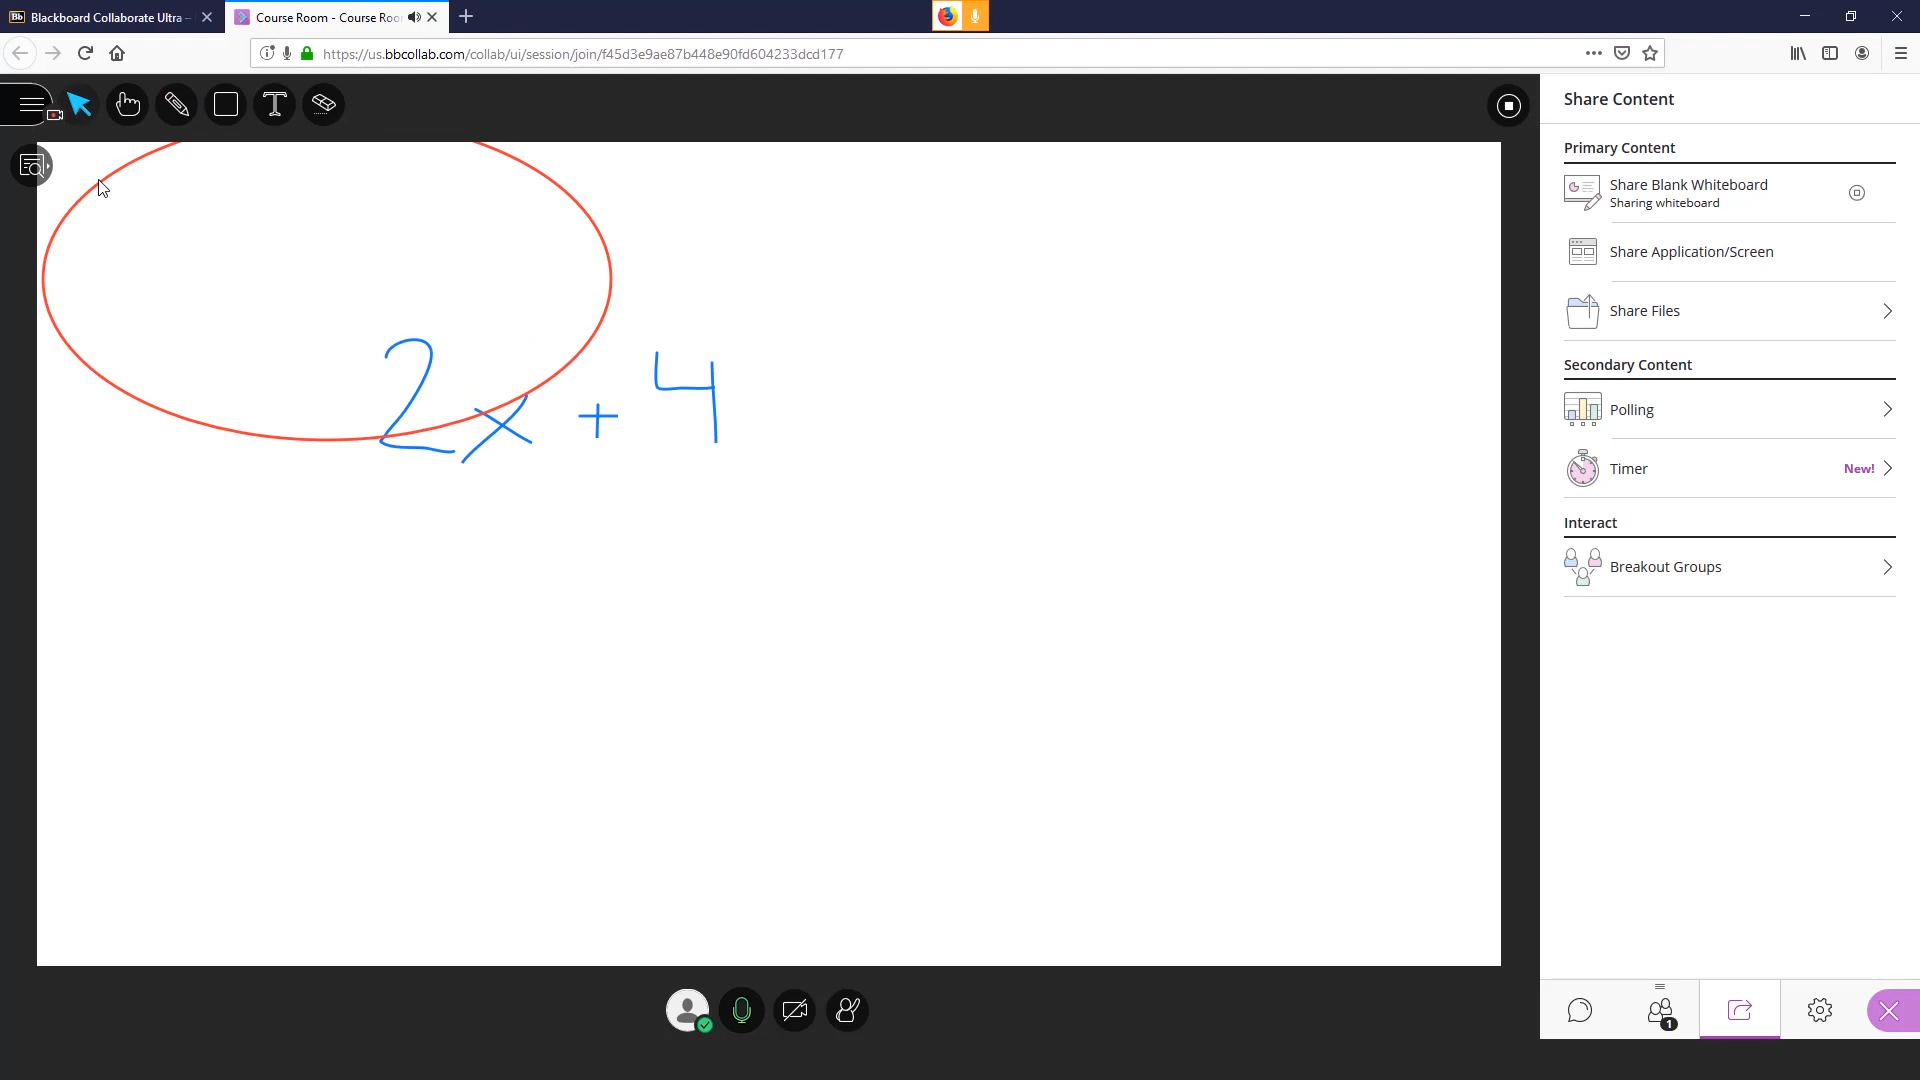 Blackboard Collaborate Ultra –
Course Room - Course Roo
https://us.bbcollab.com/collab/ui/session/join/f45d3e9ae87b448e90fd604233dcd177
Share Content
Primary Content
Share Blank Whiteboard
Sharing whiteboard
Share Application/Screen
Share Files
Secondary Content
Polling
Timer New!
Interact
Breakout Groups
2x + 4
1